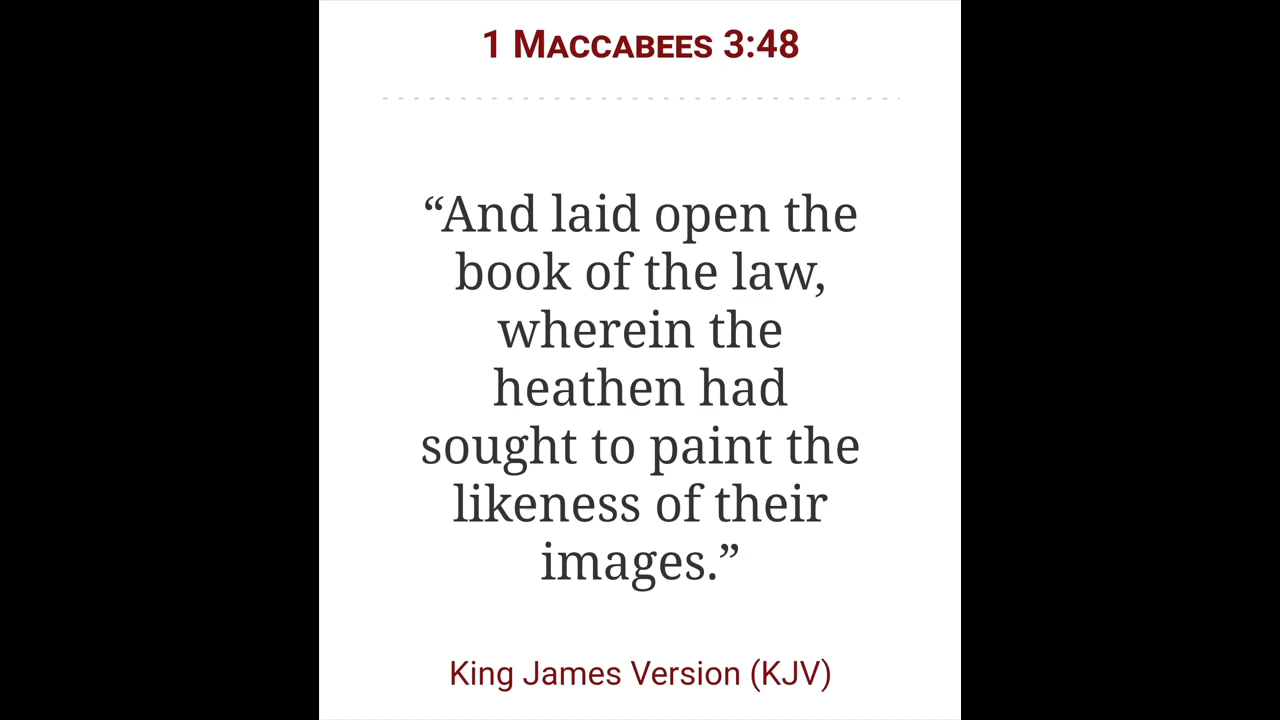 1 MACCABEES 3:48
“And laid open the
book of the law,
wherein the
heathen had
sought to paint the
likeness of their
images.”
King James Version (KJV)